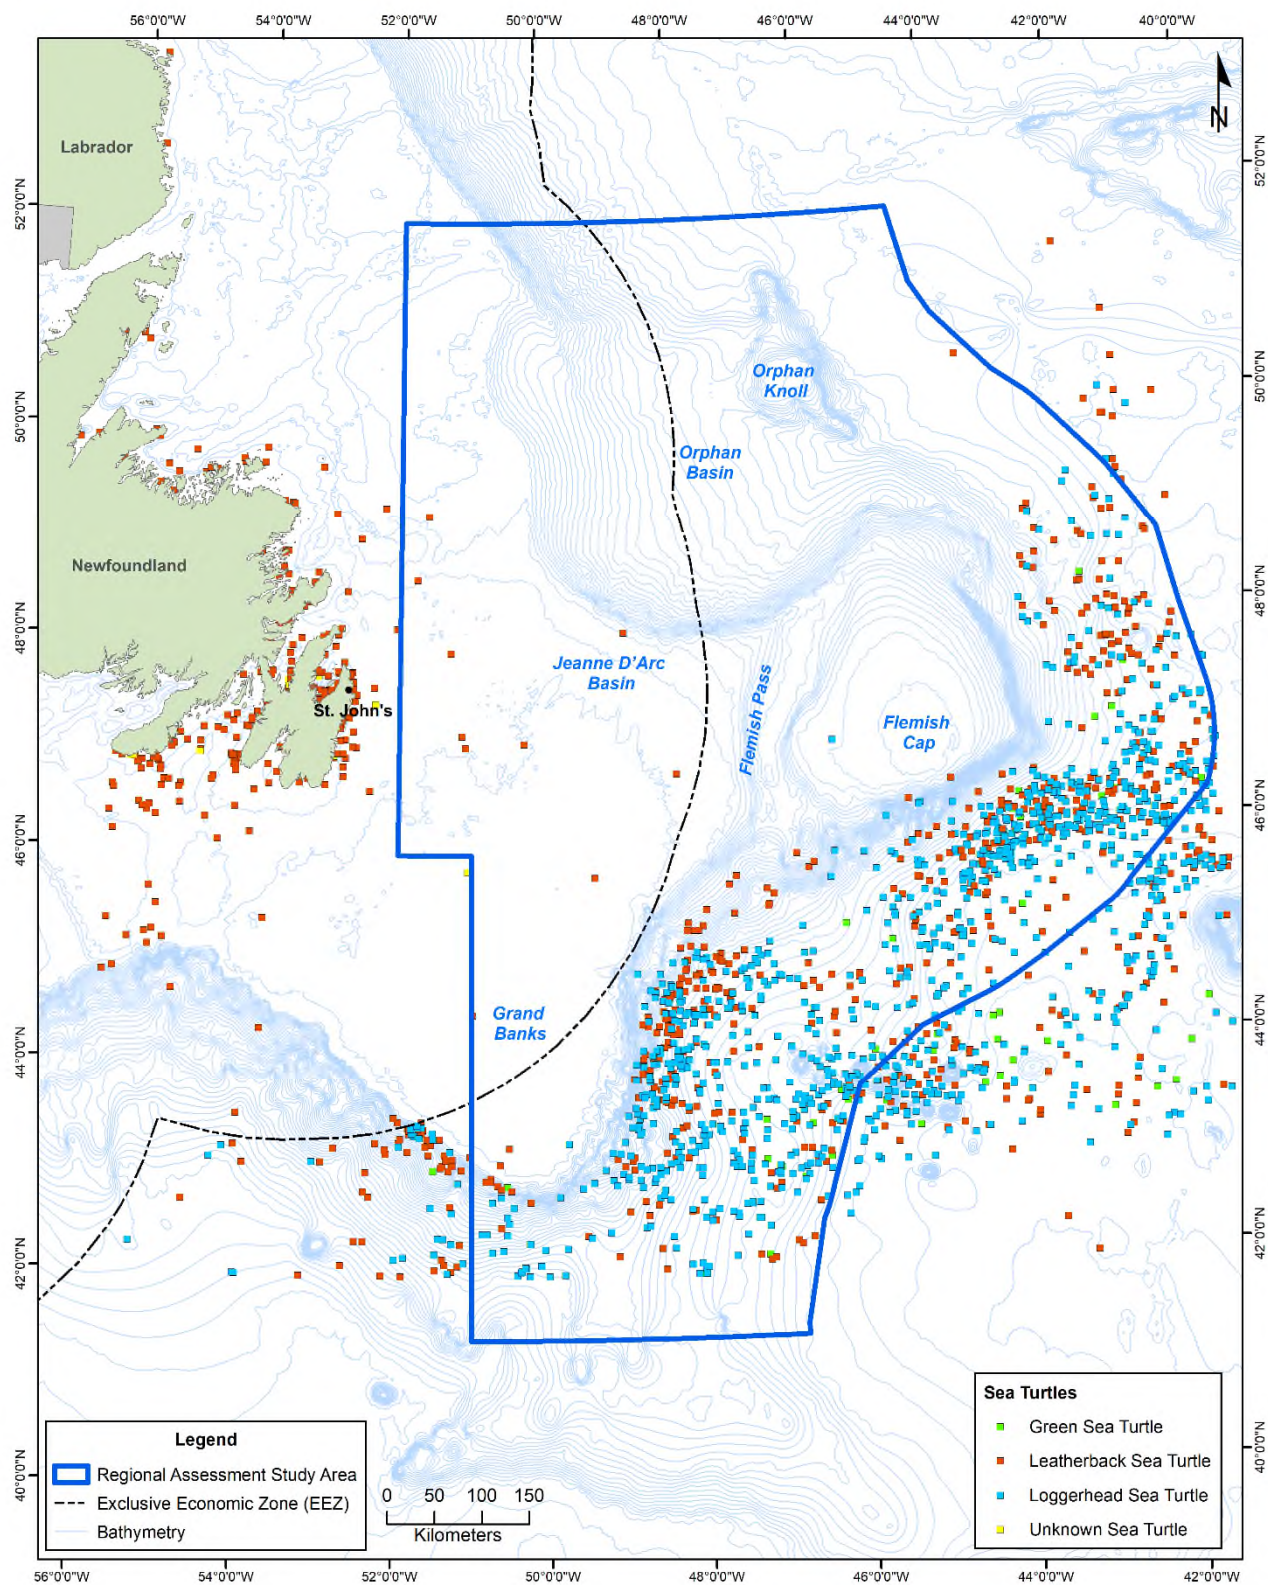 56°0'0"W 54°0'0"W 52°0'0"W 50°0'0"W 48°0'0"W 46°0'0"W 44°0'0"W 42°0'0"W 40°0'0"W
N
Labrador
52°0'0"N
52°0'0"N
Orphan
Knoll
50°0'0"N
50°0'0"N
Orphan
Basin
Newfoundland
48°0'0"N
48°0'0"N
Jeanne D'Arc
Basin
Flemish Pass
St. John's
Flemish
Cap
46°0'0"N
46°0'0"N
Grand
Banks
44°0'0"N
44°0'0"N
42°0'0"N
42°0'0"N
40°0'0"N
40°0'0"N
Legend
Regional Assessment Study Area
Exclusive Economic Zone (EEZ)
Bathymetry
0 50 100 150
Kilometers
Sea Turtles
Green Sea Turtle
Leatherback Sea Turtle
Loggerhead Sea Turtle
Unknown Sea Turtle
56°0'0"W 54°0'0"W 52°0'0"W 50°0'0"W 48°0'0"W 46°0'0"W 44°0'0"W 42°0'0"W